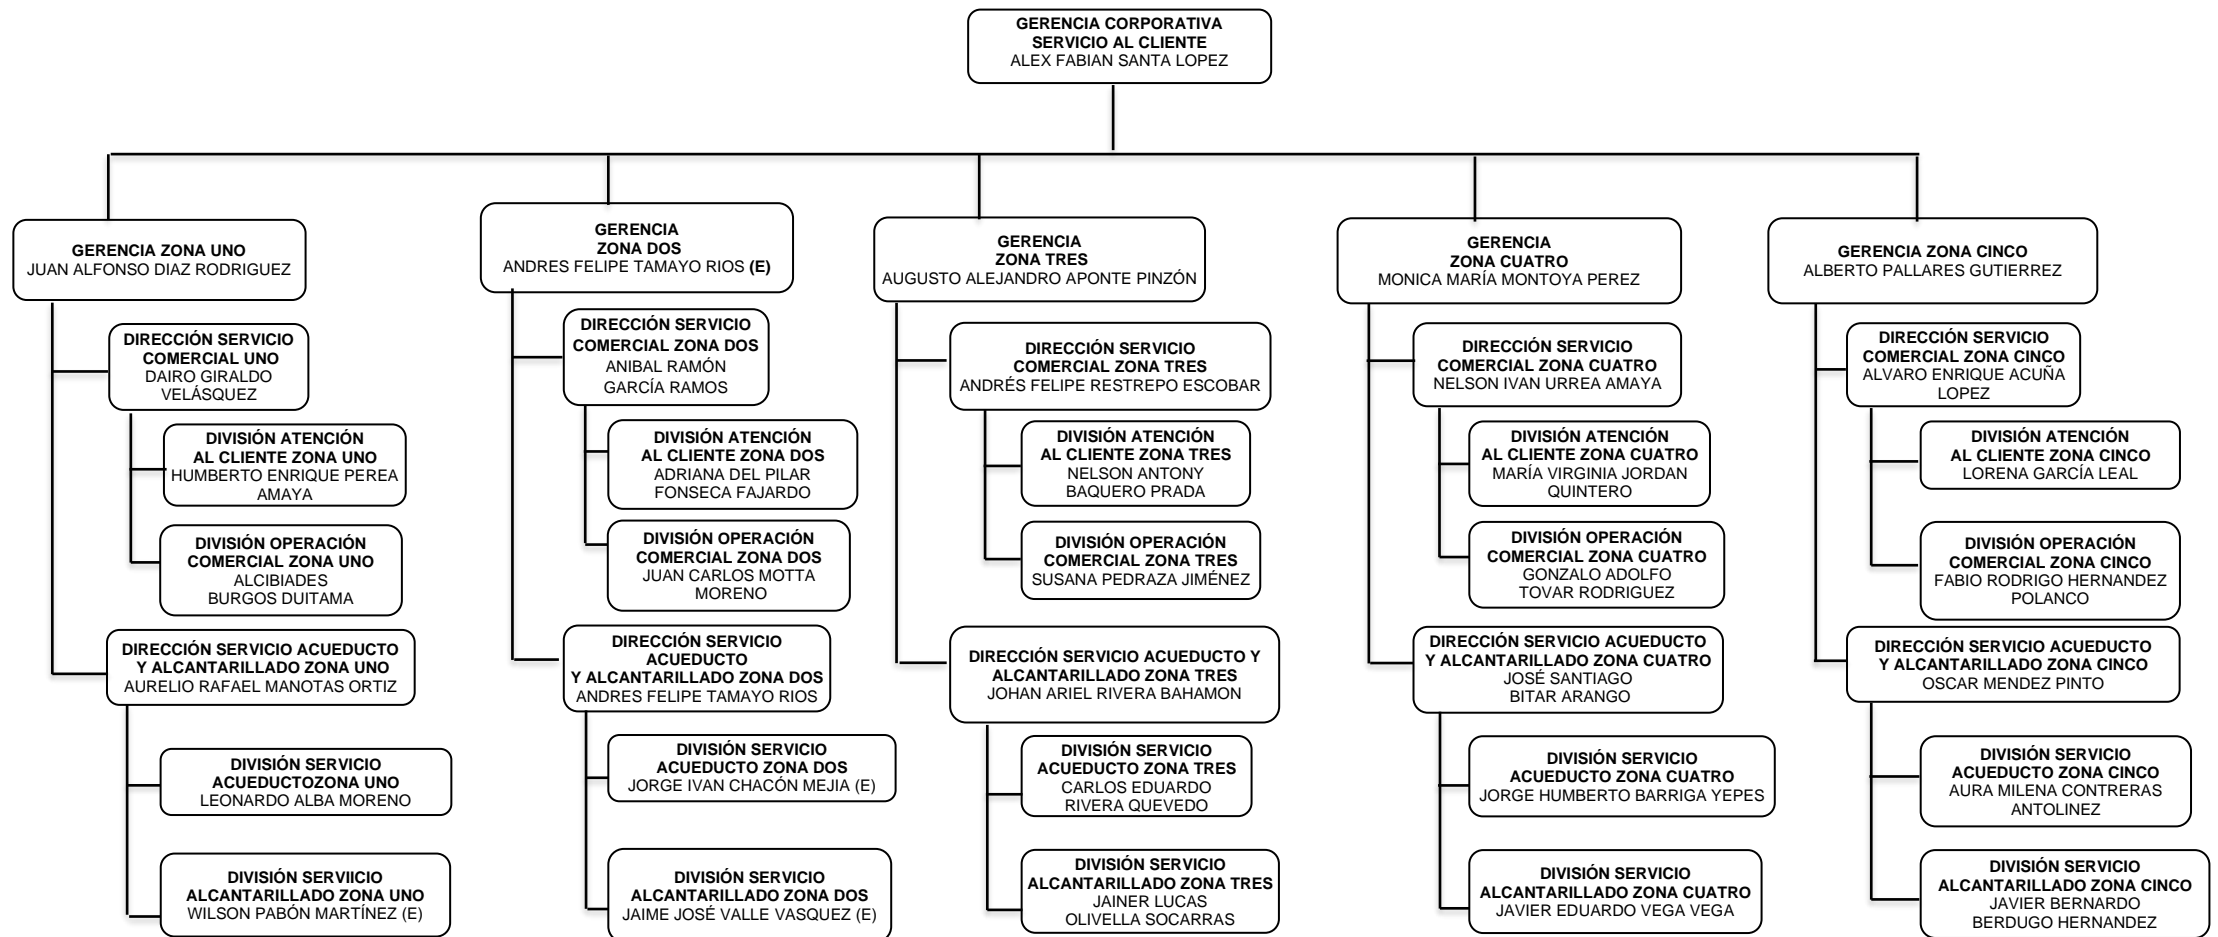 GERENCIA CORPORATIVA
SERVICIO AL CLIENTE
ALEX FABIAN SANTA LOPEZ
GERENCIA ZONA UNO
JUAN ALFONSO DIAZ RODRIGUEZ
DIRECCIÓN SERVICIO
COMERCIAL UNO
DAIRO GIRALDO
VELÁSQUEZ
DIVISIÓN ATENCIÓN
AL CLIENTE ZONA UNO
HUMBERTO ENRIQUE PEREA
AMAYA
DIVISIÓN OPERACIÓN
COMERCIAL ZONA UNO
ALCIBIADES
BURGOS DUITAMA
DIRECCIÓN SERVICIO ACUEDUCTO
Y ALCANTARILLADO ZONA UNO
AURELIO RAFAEL MANOTAS ORTIZ
DIVISIÓN SERVICIO
ACUEDUCTOZONA UNO
LEONARDO ALBA MORENO
DIVISIÓN SERVIICIO
ALCANTARILLADO ZONA UNO
WILSON PABÓN MARTÍNEZ (E)
GERENCIA
ZONA DOS
ANDRES FELIPE TAMAYO RIOS (E)
DIRECCIÓN SERVICIO
COMERCIAL ZONA DOS
ANIBAL RAMÓN
GARCÍA RAMOS
DIVISIÓN ATENCIÓN
AL CLIENTE ZONA DOS
ADRIANA DEL PILAR
FONSECA FAJARDO
DIVISIÓN OPERACIÓN
COMERCIAL ZONA DOS
JUAN CARLOS MOTTA
MORENO
DIRECCIÓN SERVICIO
ACUEDUCTO
Y ALCANTARILLADO ZONA DOS
ANDRES FELIPE TAMAYO RIOS
DIVISIÓN SERVICIO
ACUEDUCTO ZONA DOS
JORGE IVAN CHACÓN MEJIA (E)
DIVISIÓN SERVICIO
ALCANTARILLADO ZONA DOS
JAIME JOSÉ VALLE VASQUEZ (E)
GERENCIA
ZONA TRES
AUGUSTO ALEJANDRO APONTE PINZÓN
DIRECCIÓN SERVICIO
COMERCIAL ZONA TRES
ANDRÉS FELIPE RESTREPO ESCOBAR
DIVISIÓN ATENCIÓN
AL CLIENTE ZONA TRES
NELSON ANTONY
BAQUERO PRADA
DIVISIÓN OPERACIÓN
COMERCIAL ZONA TRES
SUSANA PEDRAZA JIMÉNEZ
DIRECCIÓN SERVICIO ACUEDUCTO Y
ALCANTARILLADO ZONA TRES
JOHAN ARIEL RIVERA BAHAMON
DIVISIÓN SERVICIO
ACUEDUCTO ZONA TRES
CARLOS EDUARDO
RIVERA QUEVEDO
DIVISIÓN SERVICIO
ALCANTARILLADO ZONA TRES
JAINER LUCAS
OLIVELLA SOCARRAS
GERENCIA
ZONA CUATRO
MONICA MARÍA MONTOYA PEREZ
DIRECCIÓN SERVICIO
COMERCIAL ZONA CUATRO
NELSON IVAN URREA AMAYA
DIVISIÓN ATENCIÓN
AL CLIENTE ZONA CUATRO
MARÍA VIRGINIA JORDAN
QUINTERO
DIVISIÓN OPERACIÓN
COMERCIAL ZONA CUATRO
GONZALO ADOLFO
TOVAR RODRIGUEZ
DIRECCIÓN SERVICIO ACUEDUCTO
Y ALCANTARILLADO ZONA CUATRO
JOSÉ SANTIAGO
BITAR ARANGO
DIVISIÓN SERVICIO
ACUEDUCTO ZONA CUATRO
JORGE HUMBERTO BARRIGA YEPES
DIVISIÓN SERVICIO
ALCANTARILLADO ZONA CUATRO
JAVIER EDUARDO VEGA VEGA
GERENCIA ZONA CINCO
ALBERTO PALLARES GUTIERREZ
DIRECCIÓN SERVICIO
COMERCIAL ZONA CINCO
ALVARO ENRIQUE ACUÑA
LOPEZ
DIVISIÓN ATENCIÓN
AL CLIENTE ZONA CINCO
LORENA GARCÍA LEAL
DIVISIÓN OPERACIÓN
COMERCIAL ZONA CINCO
FABIO RODRIGO HERNANDEZ
POLANCO
DIRECCIÓN SERVICIO ACUEDUCTO
Y ALCANTARILLADO ZONA CINCO
OSCAR MENDEZ PINTO
DIVISIÓN SERVICIO
ACUEDUCTO ZONA CINCO
AURA MILENA CONTRERAS
ANTOLINEZ
DIVISIÓN SERVICIO
ALCANTARILLADO ZONA CINCO
JAVIER BERNARDO
BERDUGO HERNANDEZ